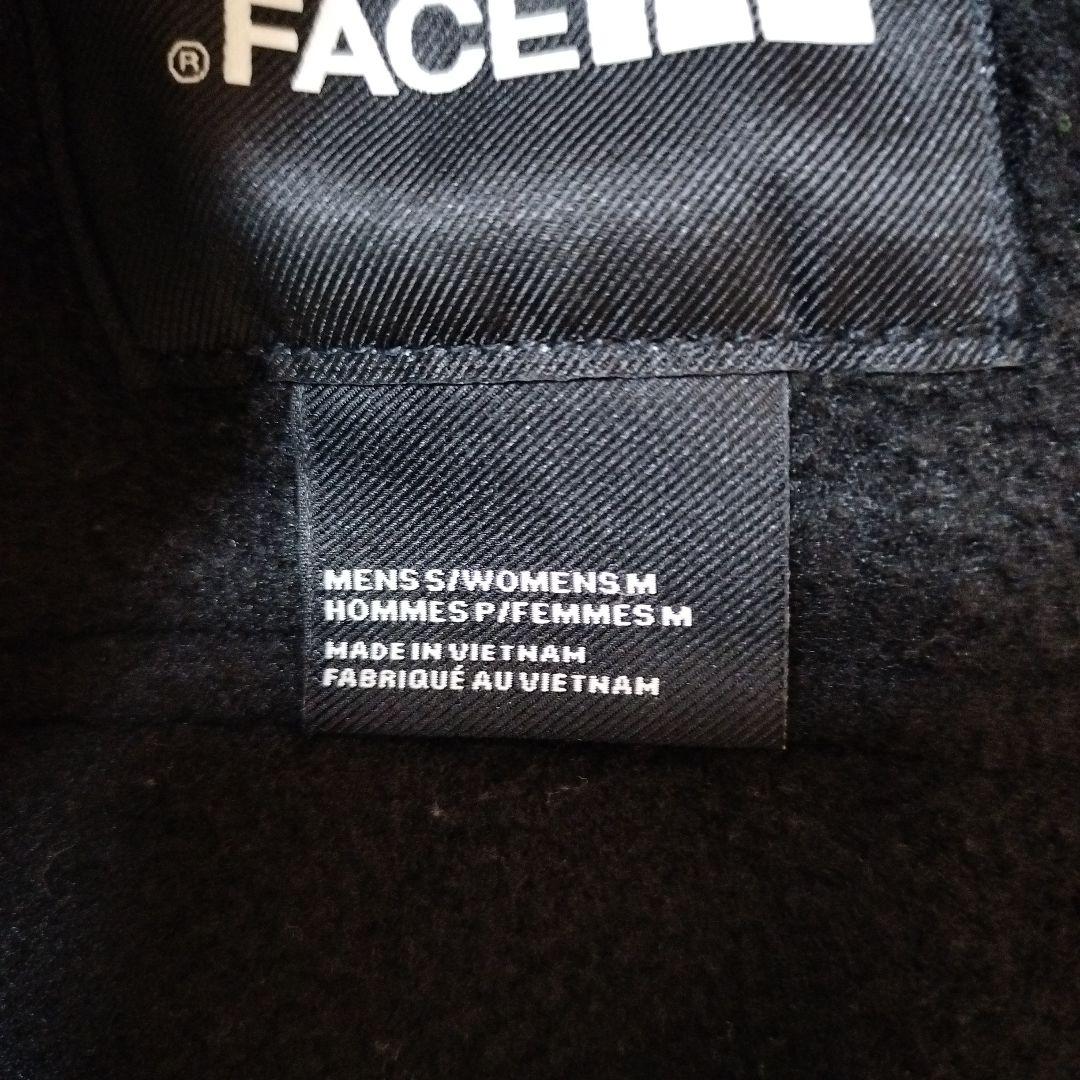 ® FACE
MENS S/WOMENS M
HOMMES P/FEMMES M
MADE IN VIETNAM
FABRIQUÉ AU VIETNAM